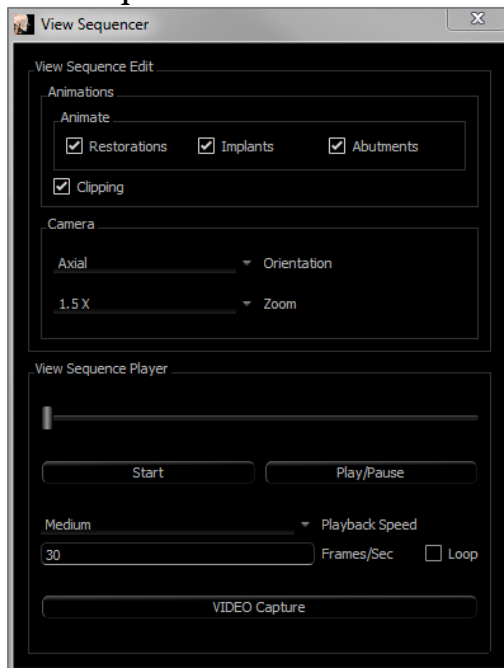 View Sequencer
View Sequence Edit
Animations
Animate
Restorations Implants Abutments
Clipping
Camera
Axial Orientation
1.5 X Zoom
View Sequence Player
Start Play/Pause
Medium Playback Speed
30 Frames/Sec Loop
VIDEO Capture